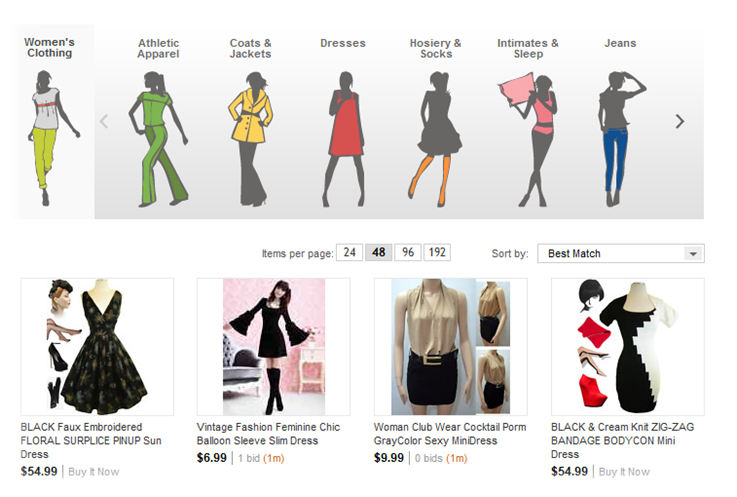 Women's
Clothing
Athletic
Apparel
Coats &
Jackets
Dresses
Hosiery &
Socks
Intimates &
Sleep
Jeans
Items per page: 24 48 96 192
Sort by: Best Match
BLACK Faux Embroidered
FLORAL SURPLICE PINUP Sun
Dress
$54.99 | Buy It Now
Vintage Fashion Feminine Chic
Balloon Sleeve Slim Dress
$6.99 | 1 bid (1m)
Woman Club Wear Cocktail Porm
GrayColor Sexy MiniDress
$9.99 | 0 bids (1m)
BLACK & Cream Knit ZIG-ZAG
BANDAGE BODYCON Mini
Dress
$54.99 | Buy It Now